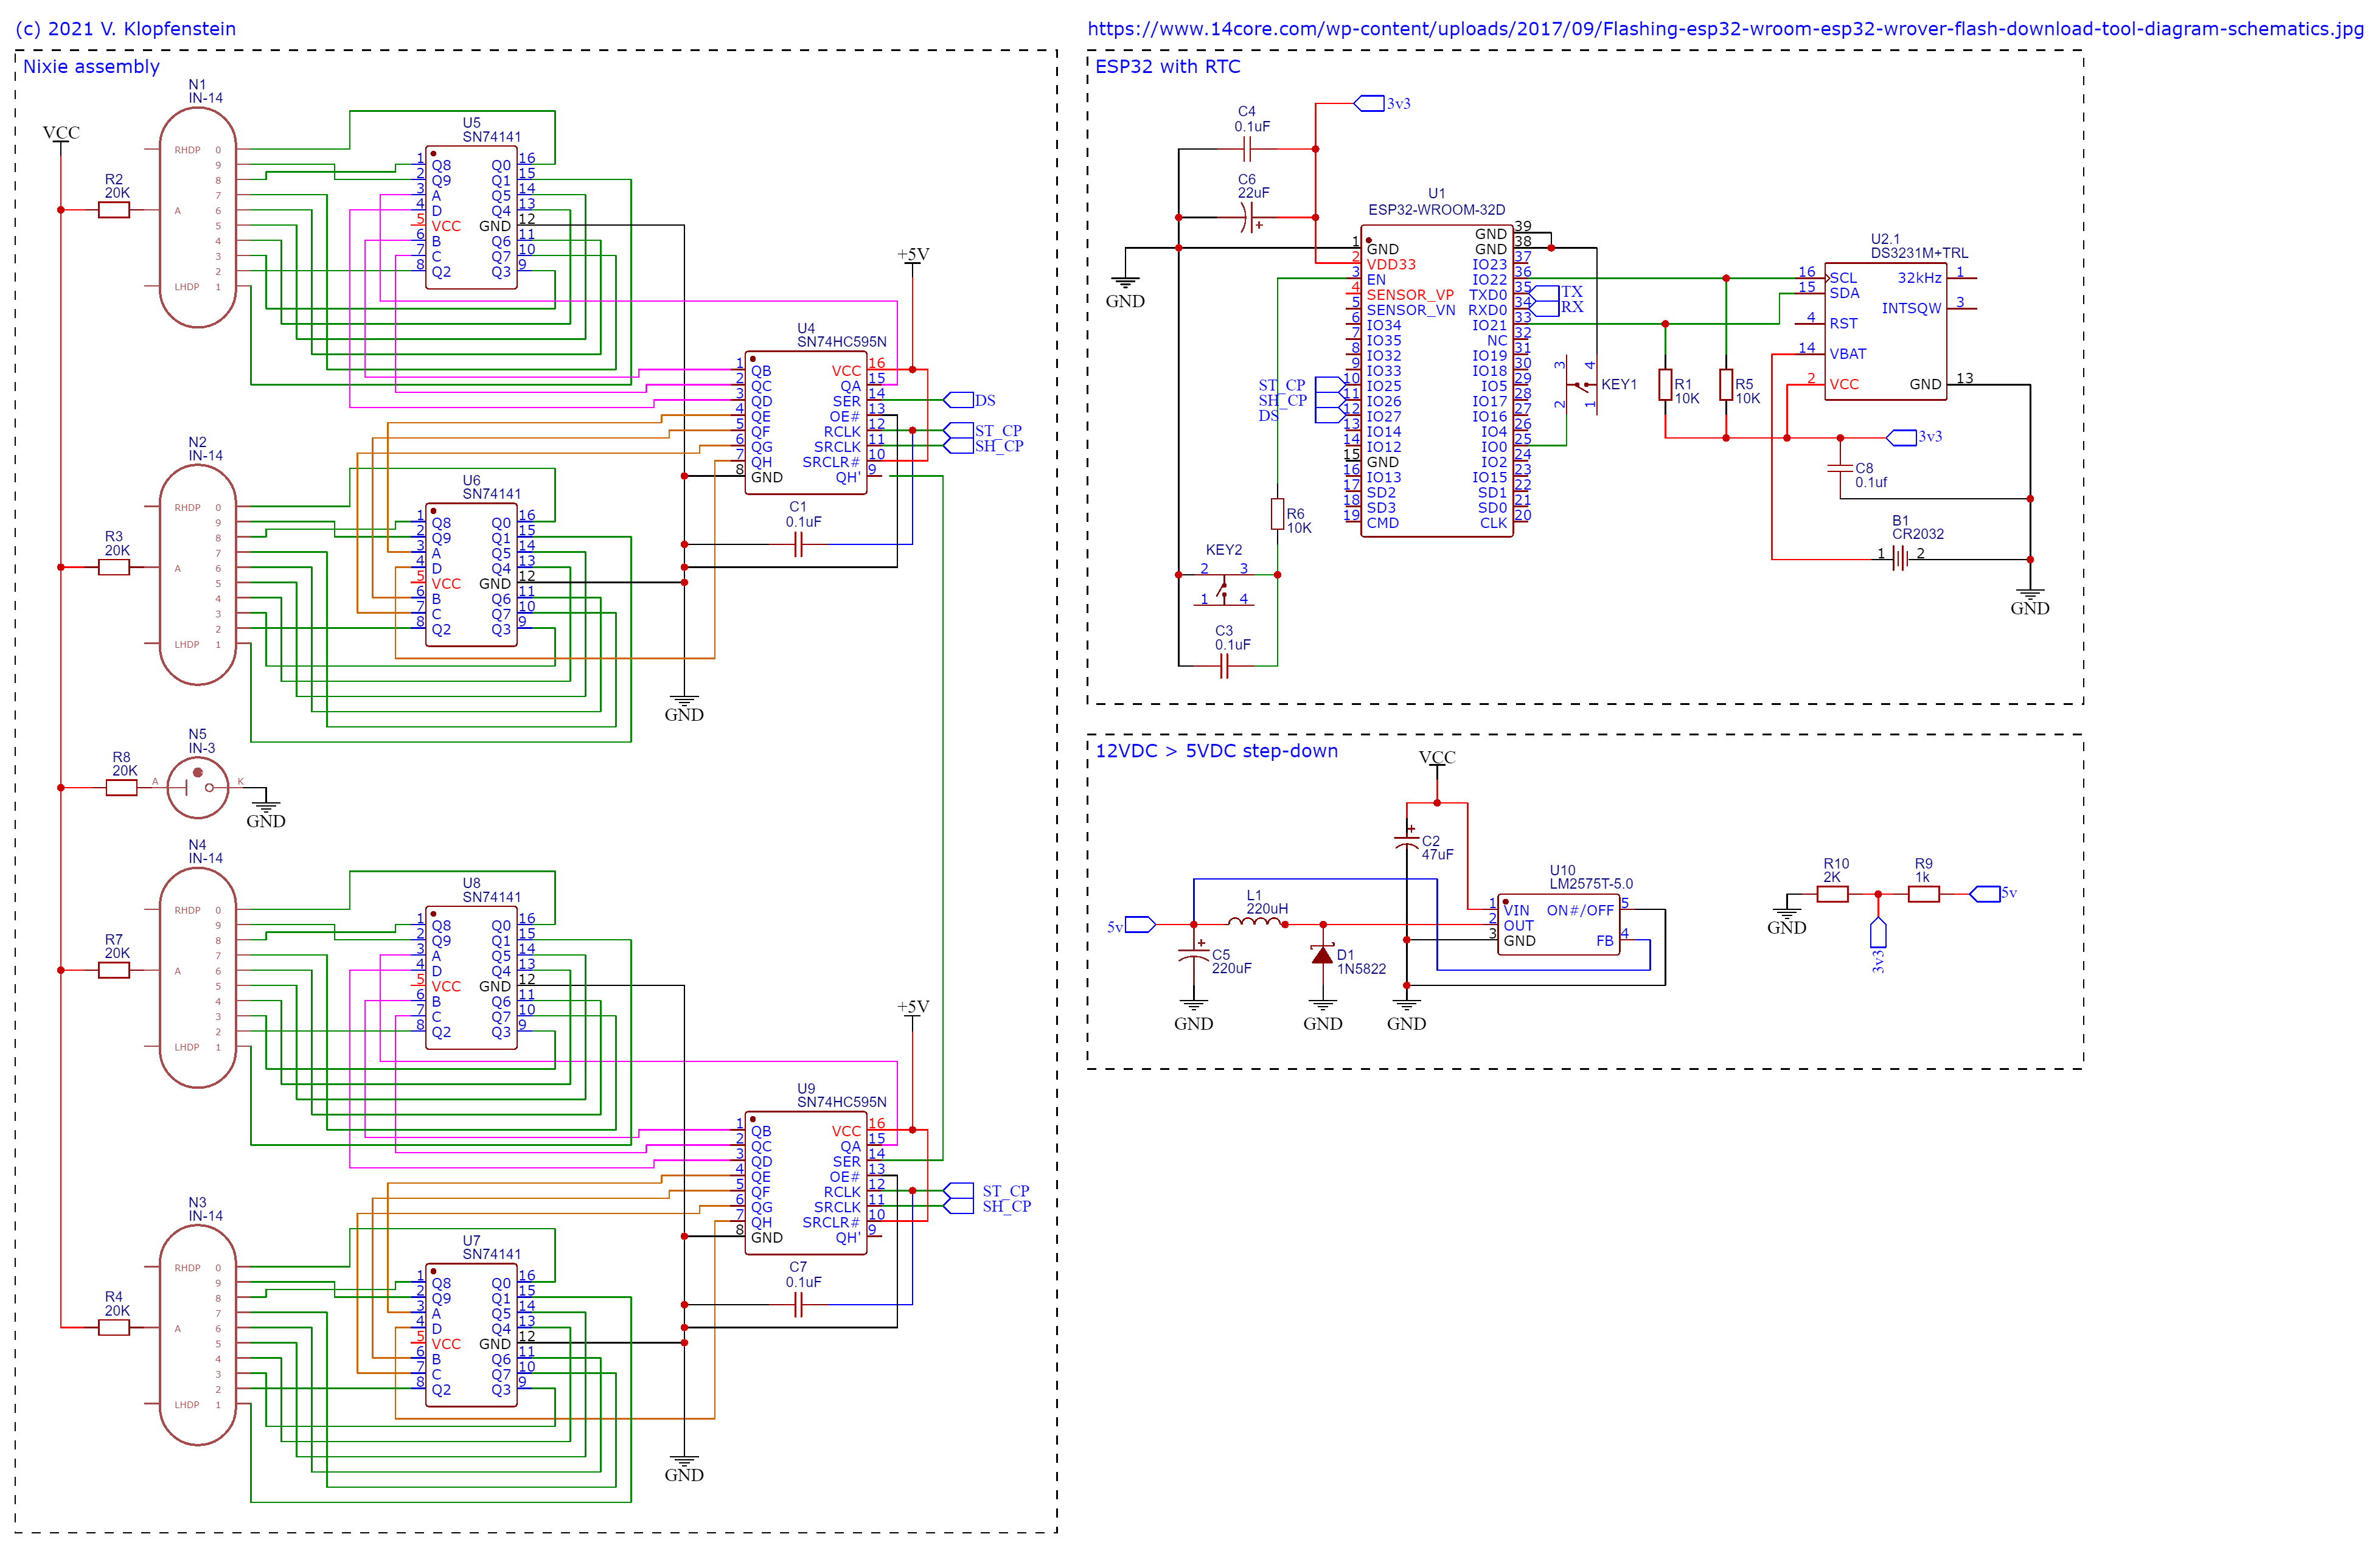 (c) 2021 V. Klopfenstein
https://www.14core.com/wp-content/uploads/2017/09/Flashing-esp32-wroom-esp32-wrover-flash-download-tool-diagram-schematics.jpg
Nixie assembly
VCC
N1
IN-14
RHDP 0
9
8
7
A 6
5
4
3
2
LHDP 1
R2
20K
U5
SN74141
1 Q8 Q0 16
2 Q9 Q1 15
3 A Q5 14
4 D Q4 13
5 VCC GND 12
6 B Q6 11
7 C Q7 10
8 Q2 Q3 9
+5V
U4
SN74HC595N
1 QB VCC 16
2 QC QA 15
3 QD SER 14 DS
4 QE OE# 13
5 QF RCLK 12 ST_CP
6 QG SRCLK 11 SH_CP
7 QH SRCLR# 10
8 GND QH' 9
C1
0.1uF
N2
IN-14
RHDP 0
9
8
7
A 6
5
4
3
2
LHDP 1
R3
20K
U6
SN74141
1 Q8 Q0 16
2 Q9 Q1 15
3 A Q5 14
4 D Q4 13
5 VCC GND 12
6 B Q6 11
7 C Q7 10
8 Q2 Q3 9
GND
N5
IN-3
R8
20K
A K
GND
N4
IN-14
RHDP 0
9
8
7
A 6
5
4
3
2
LHDP 1
R7
20K
U8
SN74141
1 Q8 Q0 16
2 Q9 Q1 15
3 A Q5 14
4 D Q4 13
5 VCC GND 12
6 B Q6 11
7 C Q7 10
8 Q2 Q3 9
+5V
U9
SN74HC595N
1 QB VCC 16
2 QC QA 15
3 QD SER 14
4 QE OE# 13
5 QF RCLK 12 ST_CP
6 QG SRCLK 11 SH_CP
7 QH SRCLR# 10
8 GND QH' 9
C7
0.1uF
N3
IN-14
RHDP 0
9
8
7
A 6
5
4
3
2
LHDP 1
R4
20K
U7
SN74141
1 Q8 Q0 16
2 Q9 Q1 15
3 A Q5 14
4 D Q4 13
5 VCC GND 12
6 B Q6 11
7 C Q7 10
8 Q2 Q3 9
GND
ESP32 with RTC
3v3
C4
0.1uF
C6
22uF
GND
U1
ESP32-WROOM-32D
GND 39
1 GND GND 38
2 VDD33 IO23 37
3 EN IO22 36
4 SENSOR_VP TXD0 35 TX
5 SENSOR_VN RXD0 34 RX
6 IO34 IO21 33
7 IO35 NC 32
8 IO32 IO19 31
9 IO33 IO18 30
ST_CP 10 IO25 IO5 29
SH_CP 11 IO26 IO17 28
DS 12 IO27 IO16 27
13 IO14 IO4 26
14 IO12 IO0 25
15 GND IO2 24
16 IO13 IO15 23
17 SD2 SD1 22
18 SD3 SD0 21
19 CMD CLK 20
3 4
KEY1
2 1
R6
10K
KEY2
2 3
1 4
C3
0.1uF
R1
10K
R5
10K
U2.1
DS3231M+TRL
16 SCL 32kHz 1
15 SDA
INTSQW 3
4 RST
14 VBAT
2 VCC GND 13
3v3
C8
0.1uf
B1
CR2032
1 2
GND
12VDC > 5VDC step-down
VCC
C2
47uF
U10
LM2575T-5.0
1 VIN ON#/OFF 5
2 OUT
3 GND FB 4
5v
L1
220uH
C5
220uF
D1
1N5822
GND
GND
GND
R10
2K
R9
1k
5v
GND
3v3